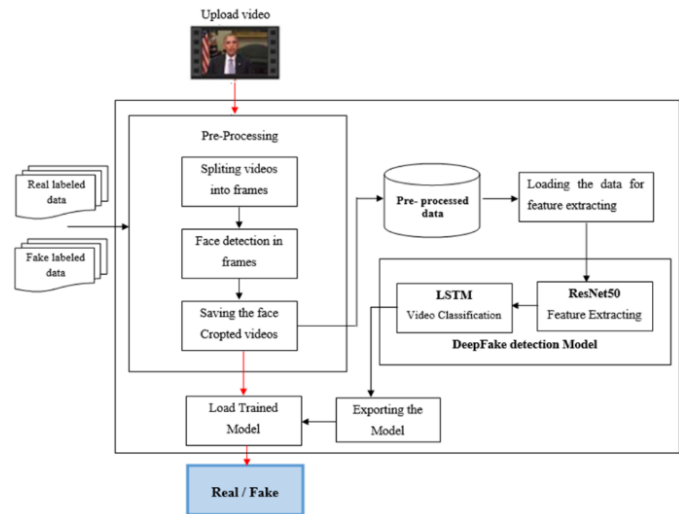 Upload video
Pre-Processing
Spliting videos
into frames
Real labeled
data
Fake labeled
data
Face detection in
frames
Saving the face
Cropted videos
Pre- processed
data
Loading the data for
feature extracting
ResNet50
Feature Extracting
LSTM
Video Classification
DeepFake detection Model
Exporting the
Model
Load Trained
Model
Real / Fake